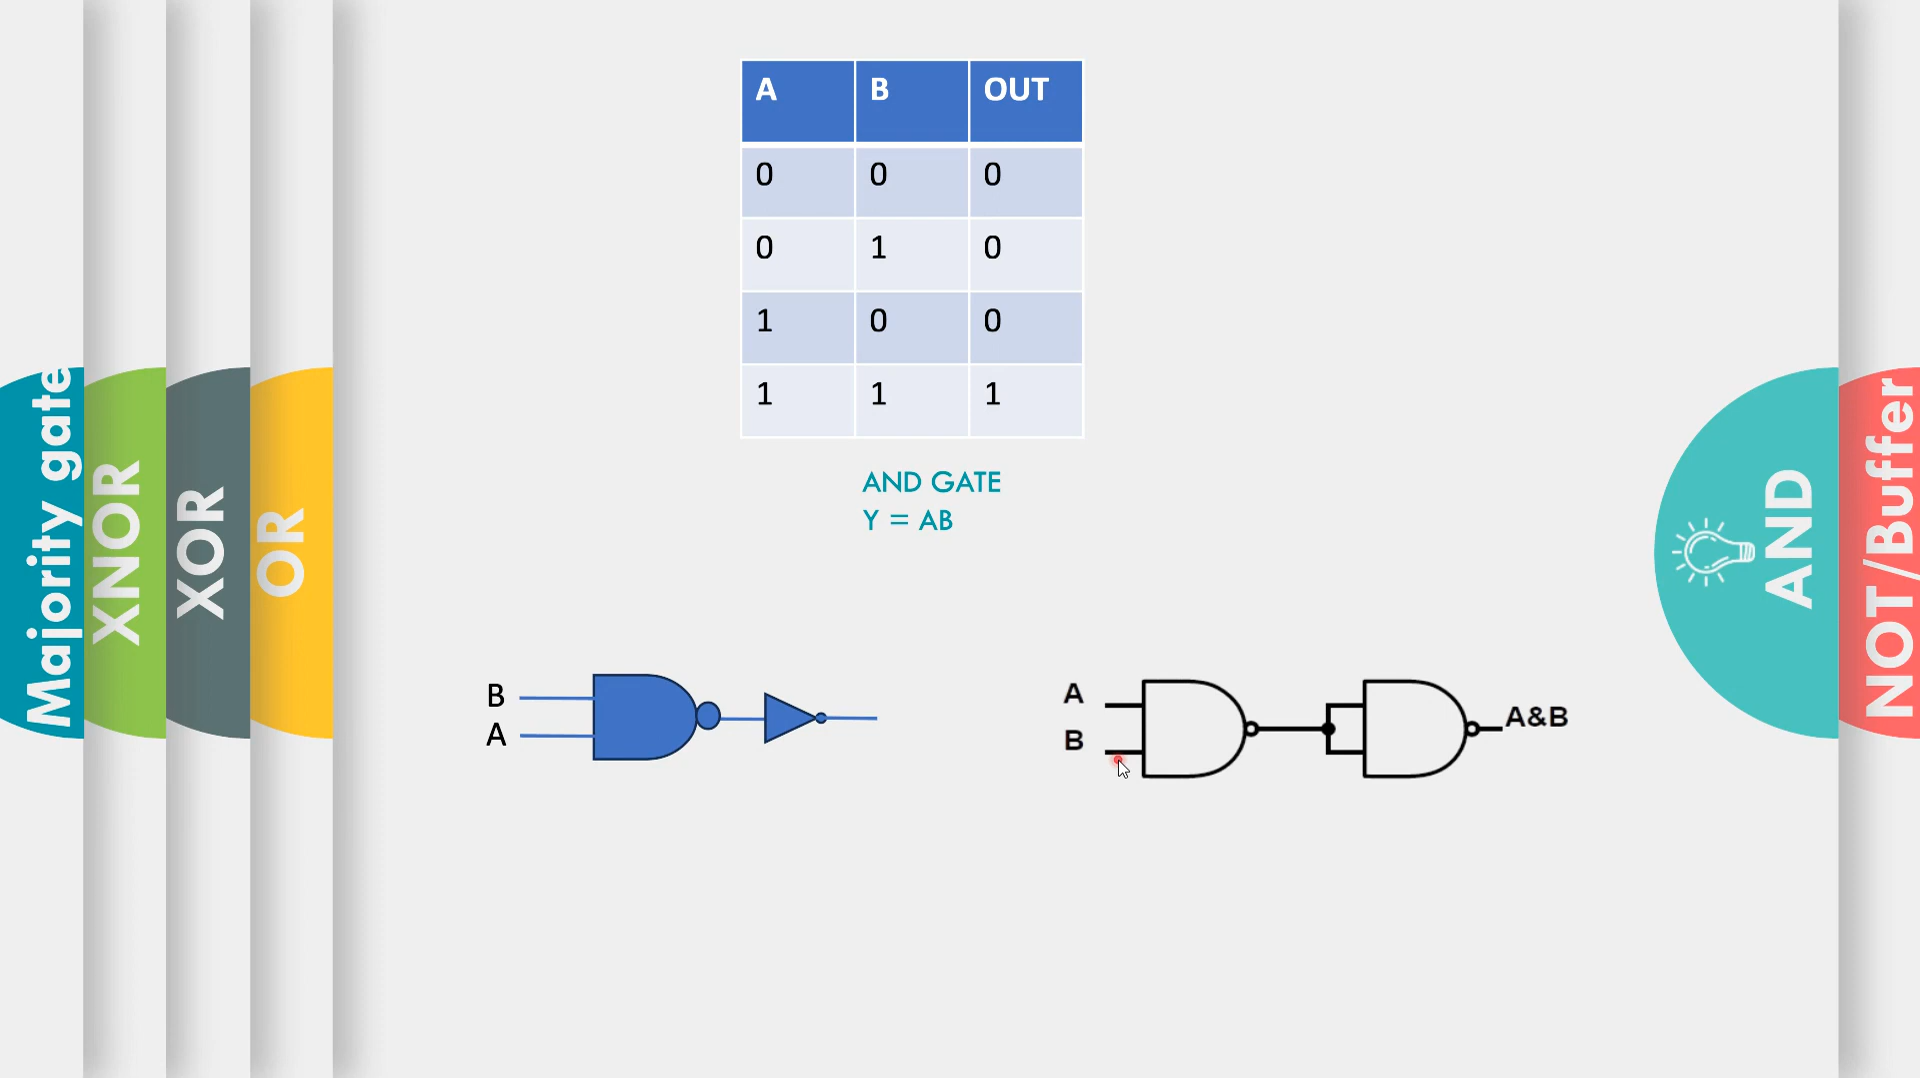 A B OUT
0 0 0
0 1 0
1 0 0
1 1 1
AND GATE
Y = AB
B
A
A
B
A&B
Majority gate
XNOR
XOR
OR
AND
NOT/Buffer